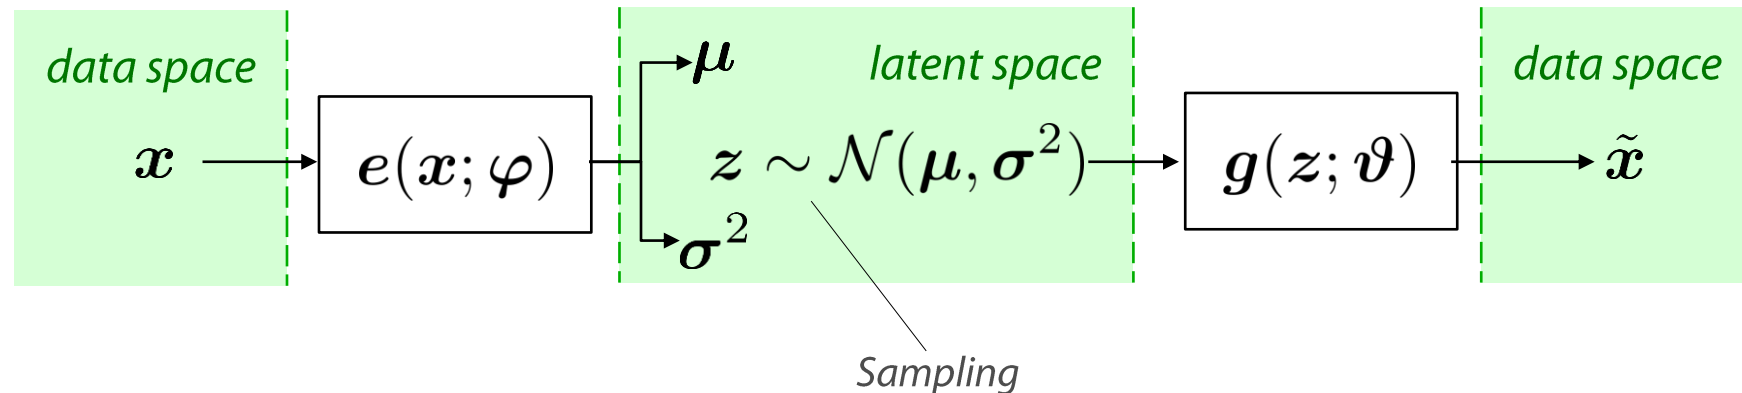 data space
x
e(x; φ)
μ
latent space
z ∼ 𝒩(μ, σ²)
σ²
Sampling
g(z; ϑ)
data space
x̃